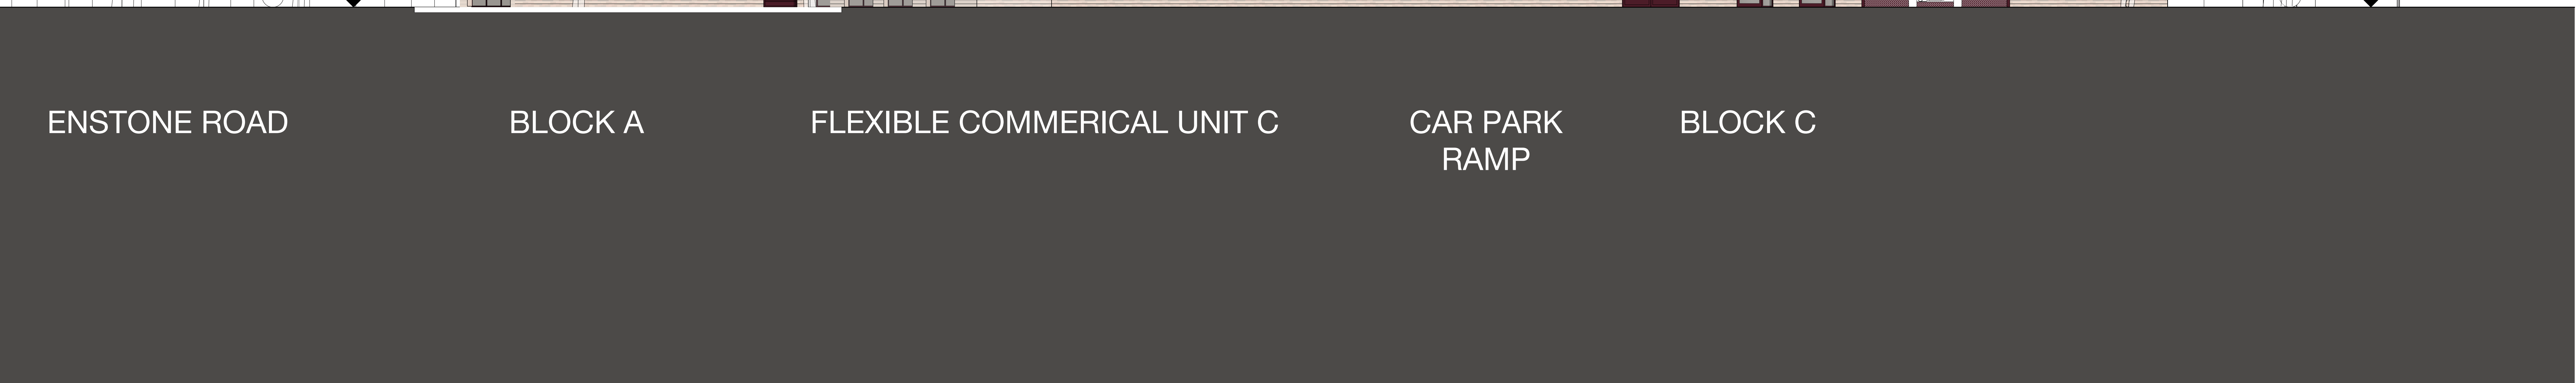 ENSTONE ROAD
BLOCK A
FLEXIBLE COMMERICAL UNIT C
CAR PARK
RAMP
BLOCK C